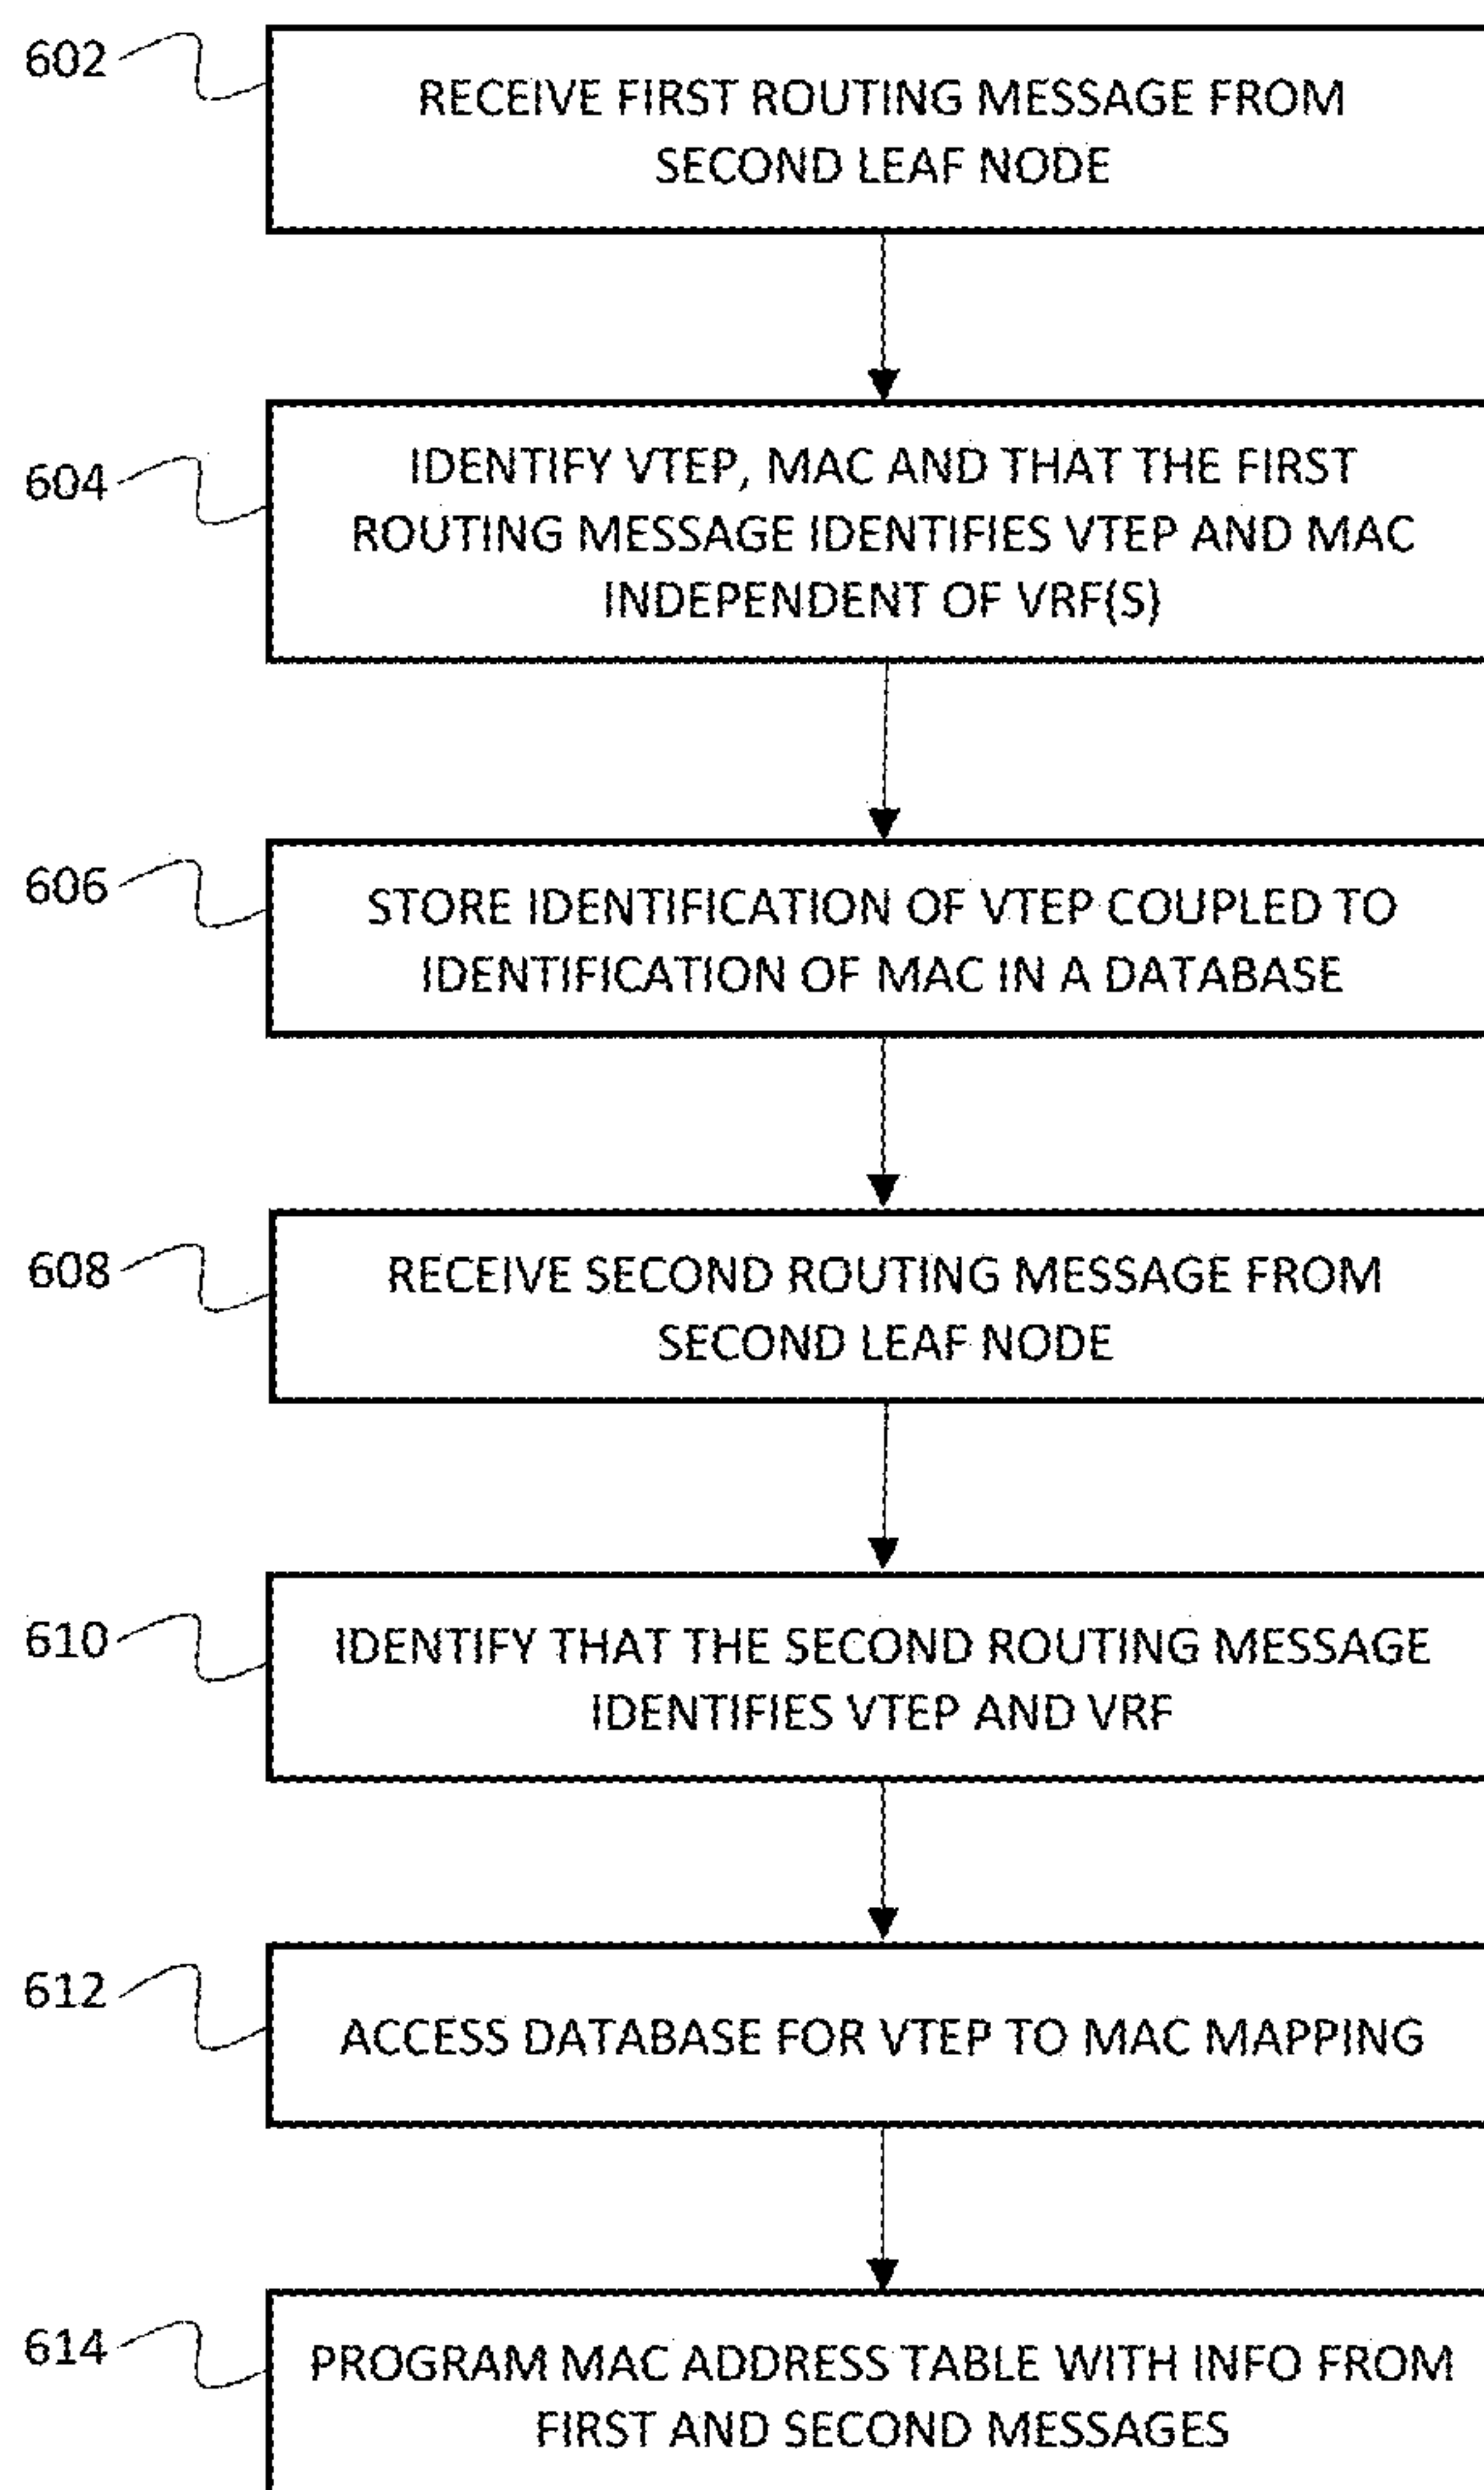 602
RECEIVE FIRST ROUTING MESSAGE FROM
SECOND LEAF NODE
604
IDENTIFY VTEP, MAC AND THAT THE FIRST
ROUTING MESSAGE IDENTIFIES VTEP AND MAC
INDEPENDENT OF VRF(S)
606
STORE IDENTIFICATION OF VTEP COUPLED TO
IDENTIFICATION OF MAC IN A DATABASE
608
RECEIVE SECOND ROUTING MESSAGE FROM
SECOND LEAF NODE
610
IDENTIFY THAT THE SECOND ROUTING MESSAGE
IDENTIFIES VTEP AND VRF
612
ACCESS DATABASE FOR VTEP TO MAC MAPPING
614
PROGRAM MAC ADDRESS TABLE WITH INFO FROM
FIRST AND SECOND MESSAGES